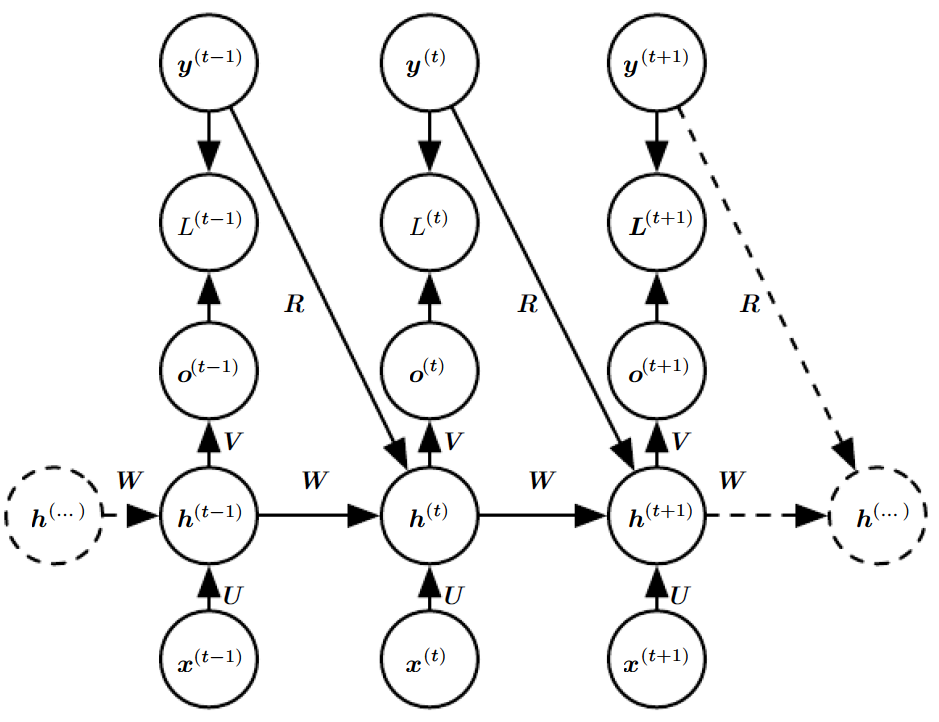 y(t−1) y(t) y(t+1)
L(t−1) L(t) L(t+1)
R R R
o(t−1) o(t) o(t+1)
V V V
W W W W
h(...) h(t−1) h(t) h(t+1) h(...)
U U U
x(t−1) x(t) x(t+1)